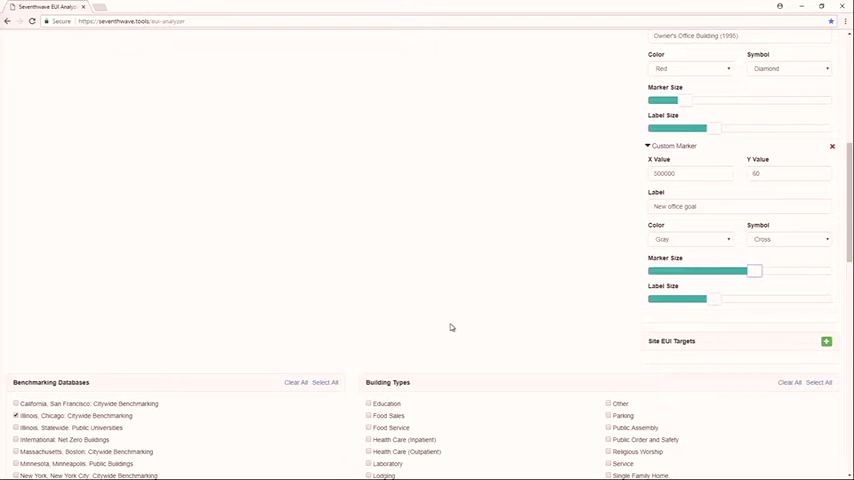 Seventhwave EUI Analyz
Secure https://seventhwave.tools/eui-analyzer
Owner's Office Building (1995)
Color Symbol
Red Diamond
Marker Size
Label Size
Custom Marker
X Value Y Value
500000 60
Label
New office goal
Color Symbol
Gray Cross
Marker Size
Label Size
Site EUI Targets
Benchmarking Databases Clear All Select All
Building Types Clear All Select All
California, San Francisco: Citywide Benchmarking
Illinois, Chicago: Citywide Benchmarking
Illinois, Statewide: Public Universities
International: Net Zero Buildings
Massachusetts, Boston: Citywide Benchmarking
Minnesota, Minneapolis: Public Buildings
New York, New York City: Citywide Benchmarking
Education
Food Sales
Food Service
Health Care (Inpatient)
Health Care (Outpatient)
Laboratory
Lodging
Other
Parking
Public Assembly
Public Order and Safety
Religious Worship
Service
Single Family Home